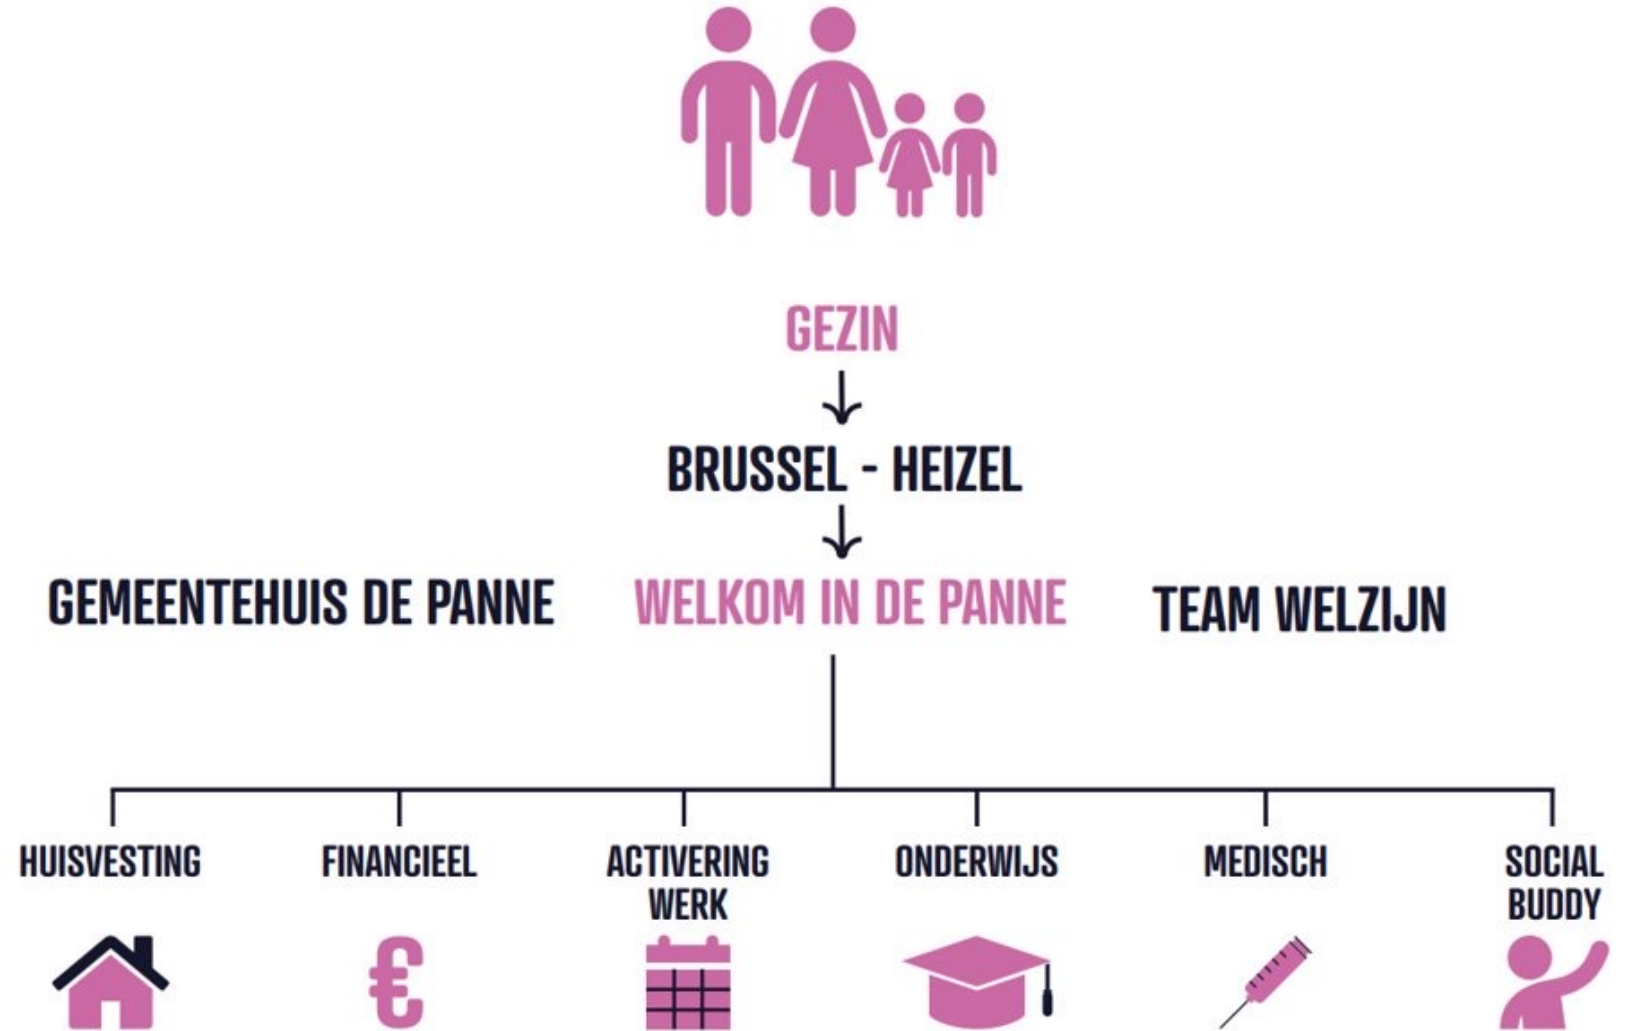 GEZIN
BRUSSEL - HEIZEL
GEMEENTEHUIS DE PANNE
WELKOM IN DE PANNE
TEAM WELZIJN
HUISVESTING
FINANCIEEL
ACTIVERING
WERK
ONDERWIJS
MEDISCH
SOCIAL
BUDDY
€